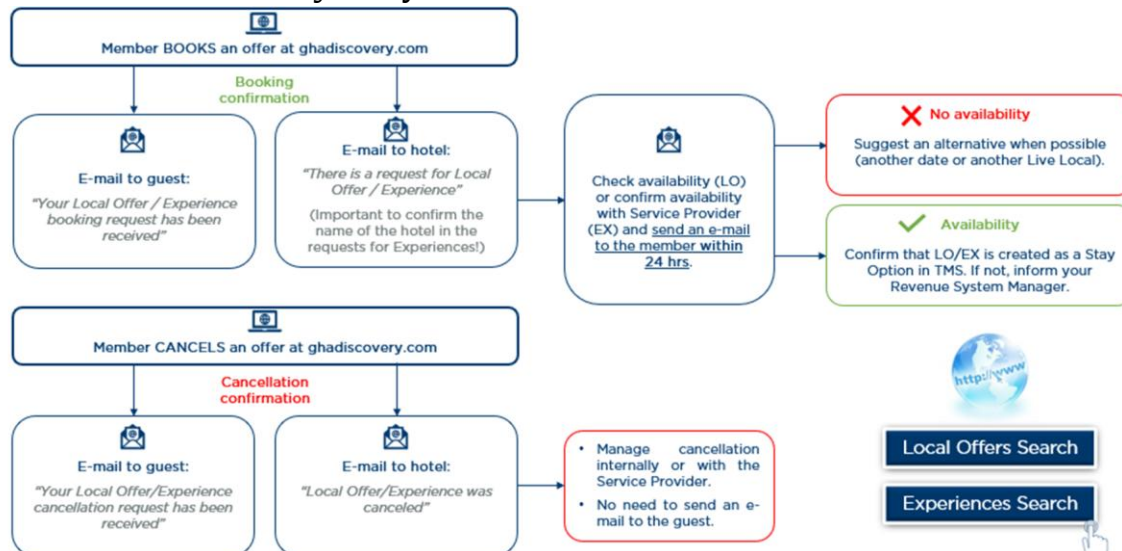 Member BOOKS an offer at ghadiscovery.com
Booking
confirmation
E-mail to guest:
"Your Local Offer / Experience
booking request has been
received"
E-mail to hotel:
"There is a request for Local
Offer / Experience"
(Important to confirm the
name of the hotel in the
requests for Experiences!)
Check availability (LO)
or confirm availability
with Service Provider
(EX) and send an e-mail
to the member within
24 hrs.
No availability
Suggest an alternative when possible
(another date or another Live Local).
Availability
Confirm that LO/EX is created as a Stay
Option in TMS. If not, inform your
Revenue System Manager.
Member CANCELS an offer at ghadiscovery.com
Cancellation
confirmation
E-mail to guest:
"Your Local Offer/Experience
cancellation request has been
received"
E-mail to hotel:
"Local Offer/Experience was
canceled"
• Manage cancellation
internally or with the
Service Provider.
• No need to send an e-
mail to the guest.
http://www
Local Offers Search
Experiences Search